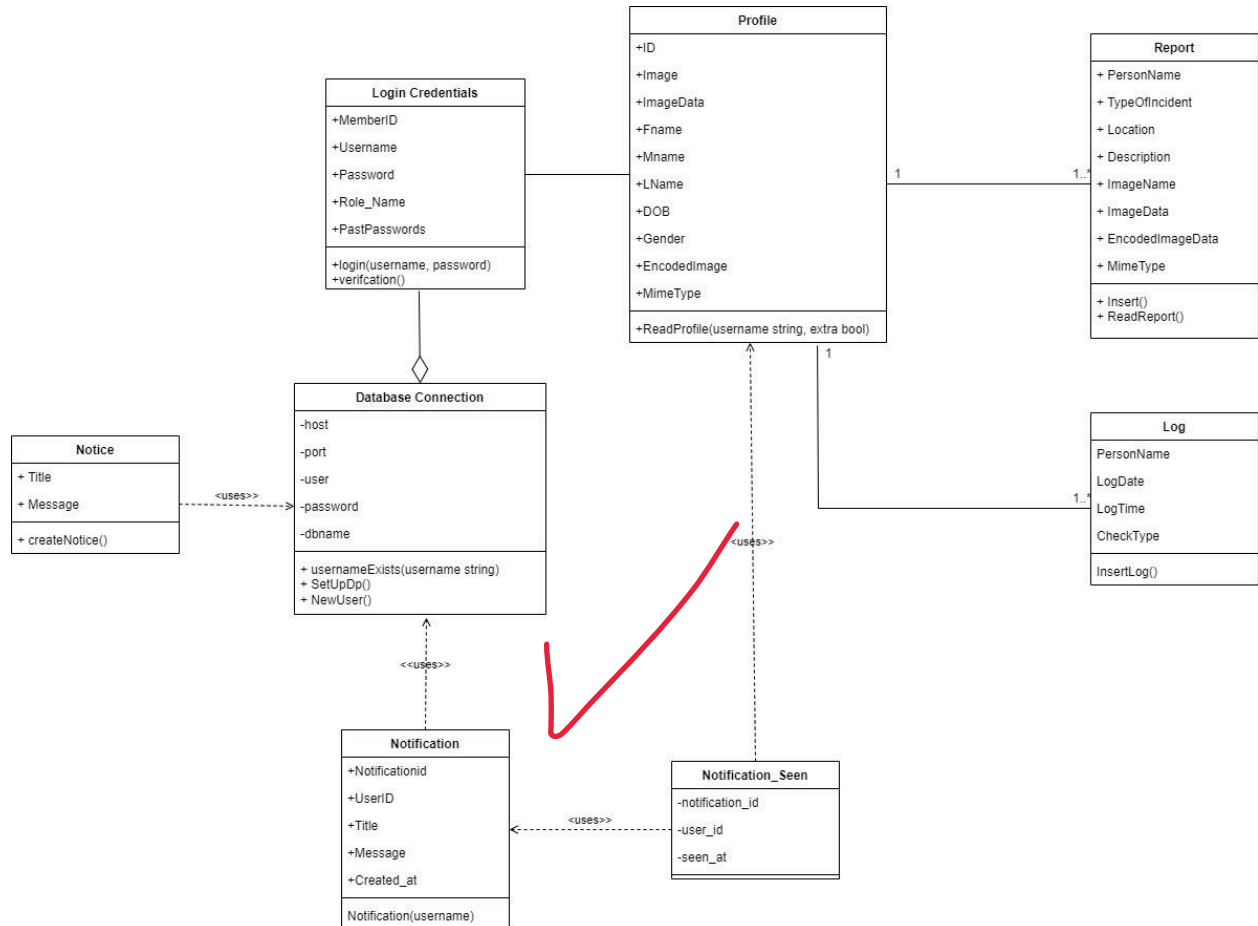 Profile
+ID
+Image
+ImageData
+Fname
+Mname
+LName
+DOB
+Gender
+EncodedImage
+MimeType
+ReadProfile(username string, extra bool)
Report
+ PersonName
+ TypeOfIncident
+ Location
+ Description
+ ImageName
+ ImageData
+ EncodedImageData
+ MimeType
+ Insert()
+ ReadReport()
Login Credentials
+MemberID
+Username
+Password
+Role_Name
+PastPasswords
+login(username, password)
+verifcation()
1
1..*
1
1..*
Database Connection
-host
-port
-user
-password
-dbname
+ usernameExists(username string)
+ SetUpDp()
+ NewUser()
Notice
+ Title
+ Message
+ createNotice()
<uses>>
Log
PersonName
LogDate
LogTime
CheckType
InsertLog()
<uses>>
<<uses>>
Notification
+Notificationid
+UserID
+Title
+Message
+Created_at
Notification(username)
<uses>>
Notification_Seen
-notification_id
-user_id
-seen_at